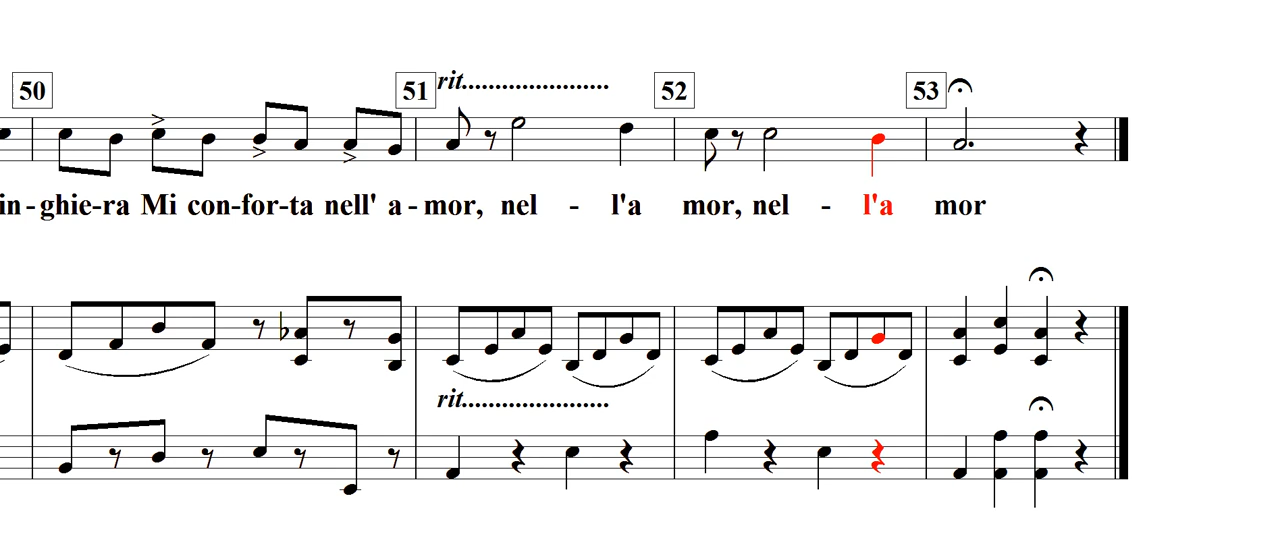 50 51 rit....................... 52 53
in - ghie-ra Mi con-for-ta nell' a - mor, nel - l'a mor, nel - l'a mor
rit.......................